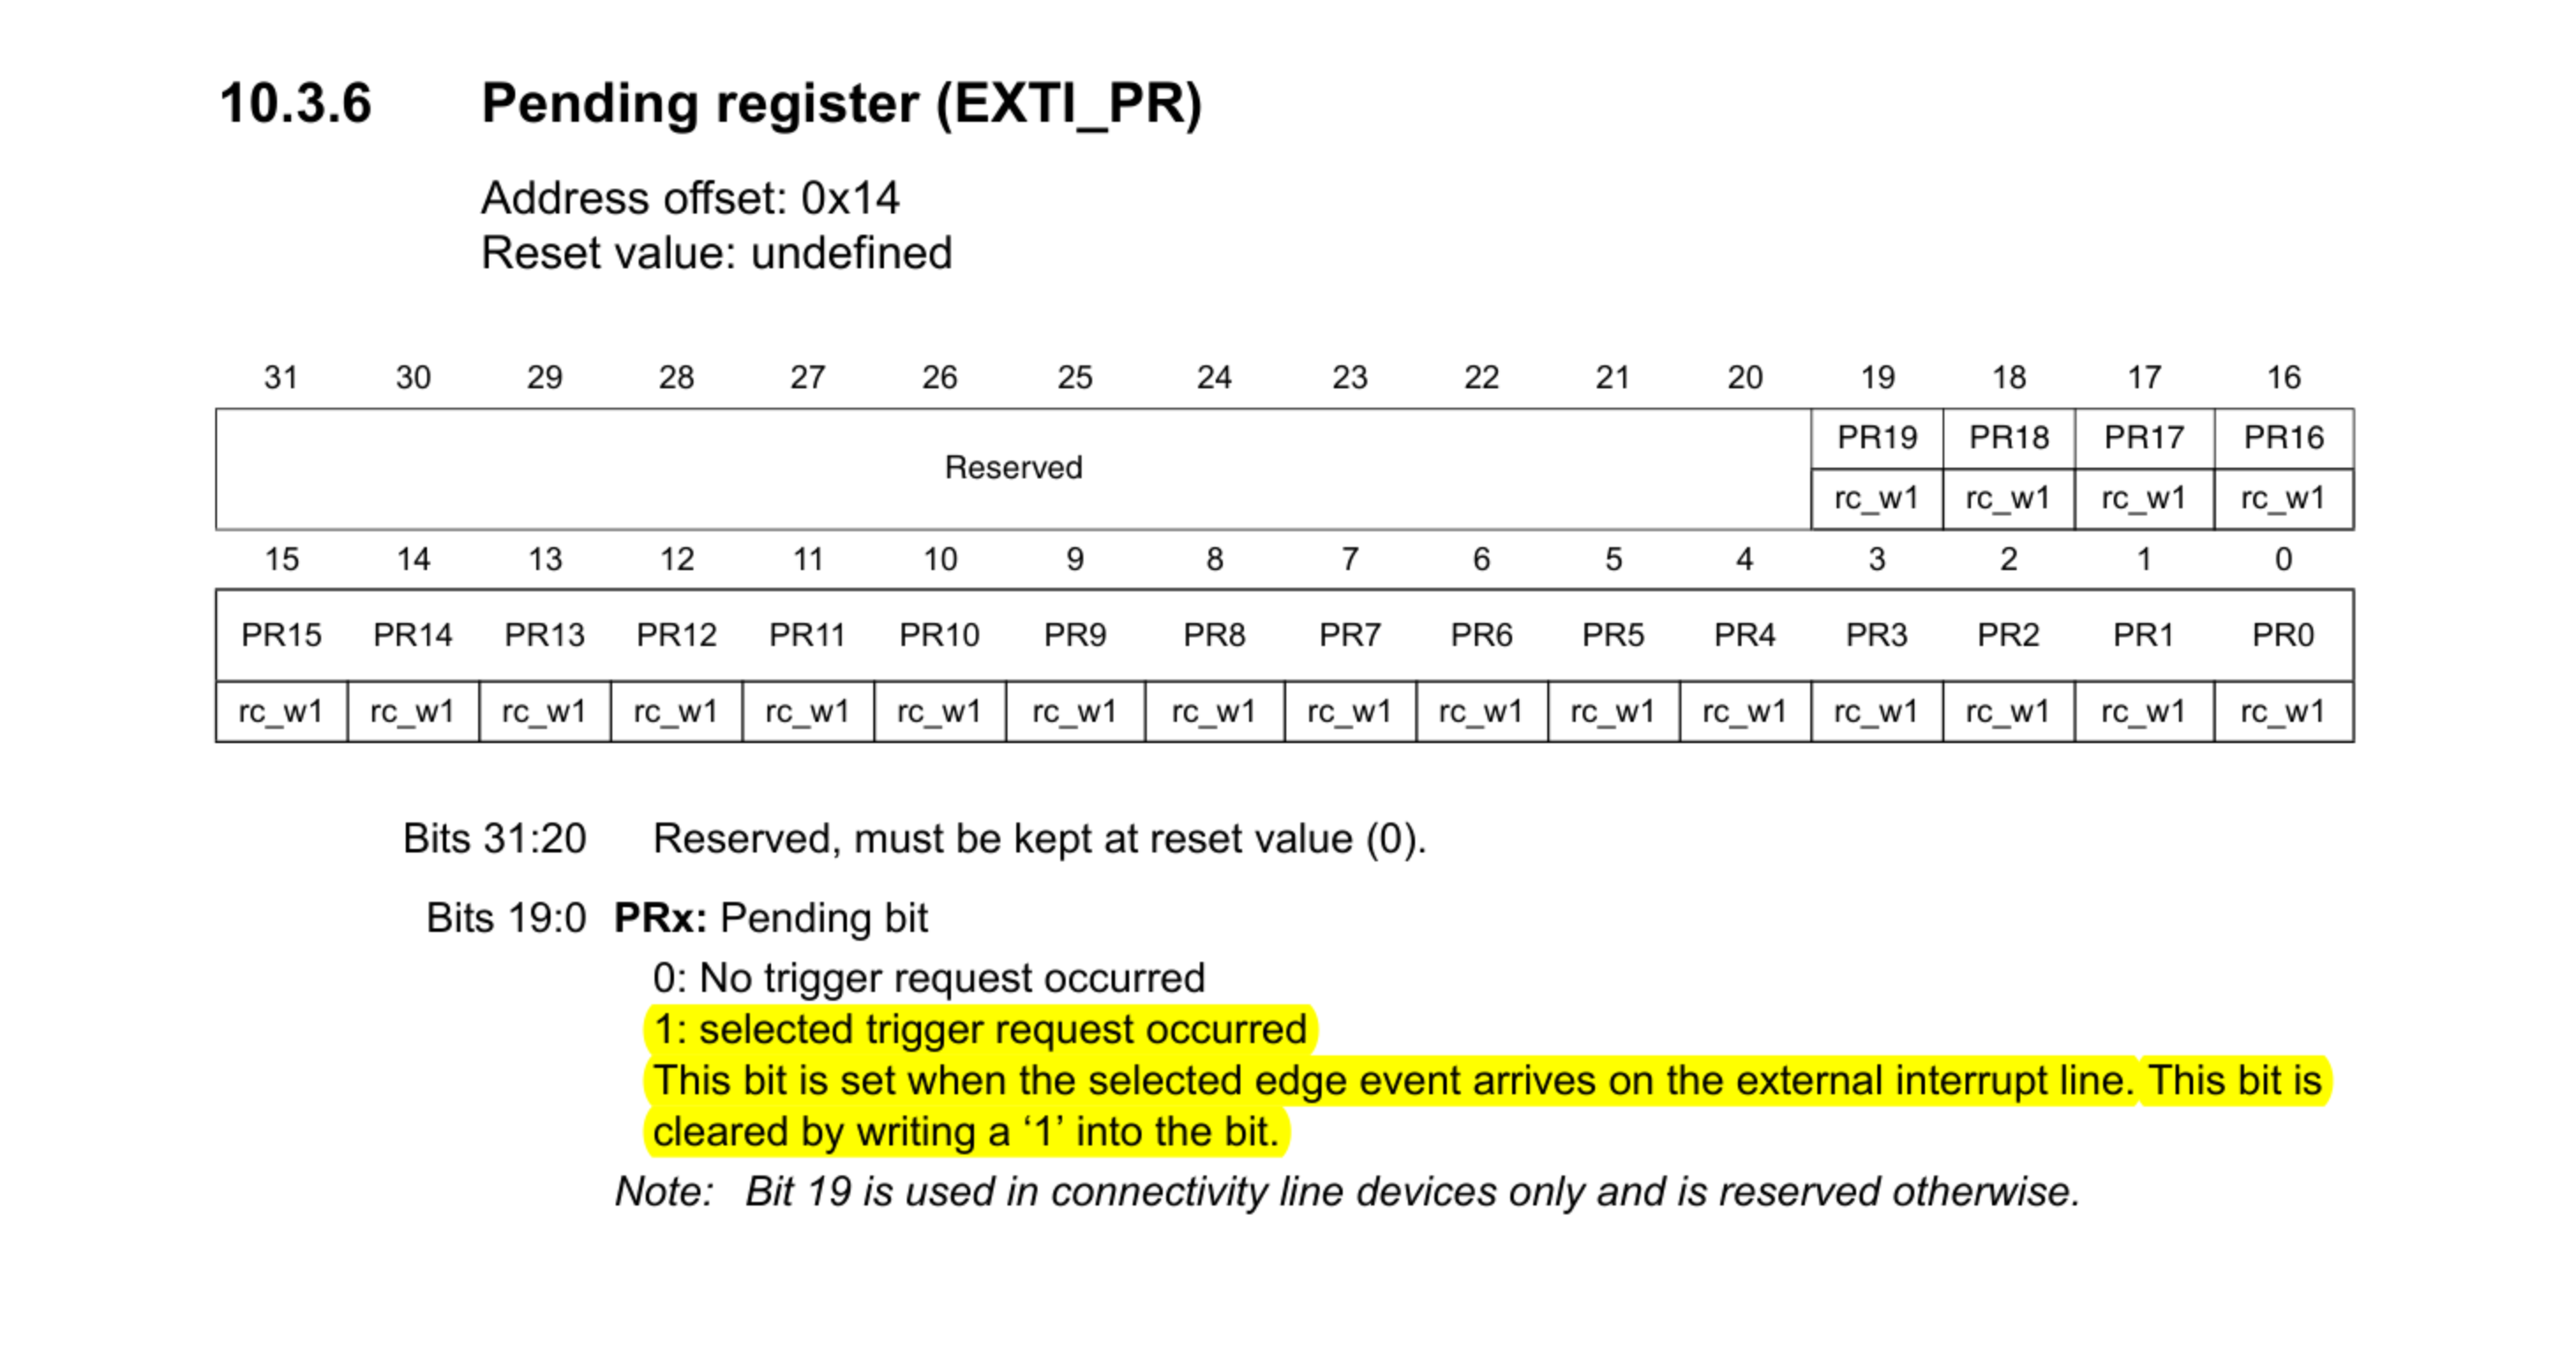 10.3.6 Pending register (EXTI_PR)
Address offset: 0x14
Reset value: undefined
31 30 29 28 27 26 25 24 23 22 21 20 19 18 17 16
Reserved PR19 PR18 PR17 PR16
rc_w1 rc_w1 rc_w1 rc_w1
15 14 13 12 11 10 9 8 7 6 5 4 3 2 1 0
PR15 PR14 PR13 PR12 PR11 PR10 PR9 PR8 PR7 PR6 PR5 PR4 PR3 PR2 PR1 PR0
rc_w1 rc_w1 rc_w1 rc_w1 rc_w1 rc_w1 rc_w1 rc_w1 rc_w1 rc_w1 rc_w1 rc_w1 rc_w1 rc_w1 rc_w1 rc_w1
Bits 31:20 Reserved, must be kept at reset value (0).
Bits 19:0 PRx: Pending bit
0: No trigger request occurred
1: selected trigger request occurred
This bit is set when the selected edge event arrives on the external interrupt line. This bit is
cleared by writing a ‘1’ into the bit.
Note: Bit 19 is used in connectivity line devices only and is reserved otherwise.